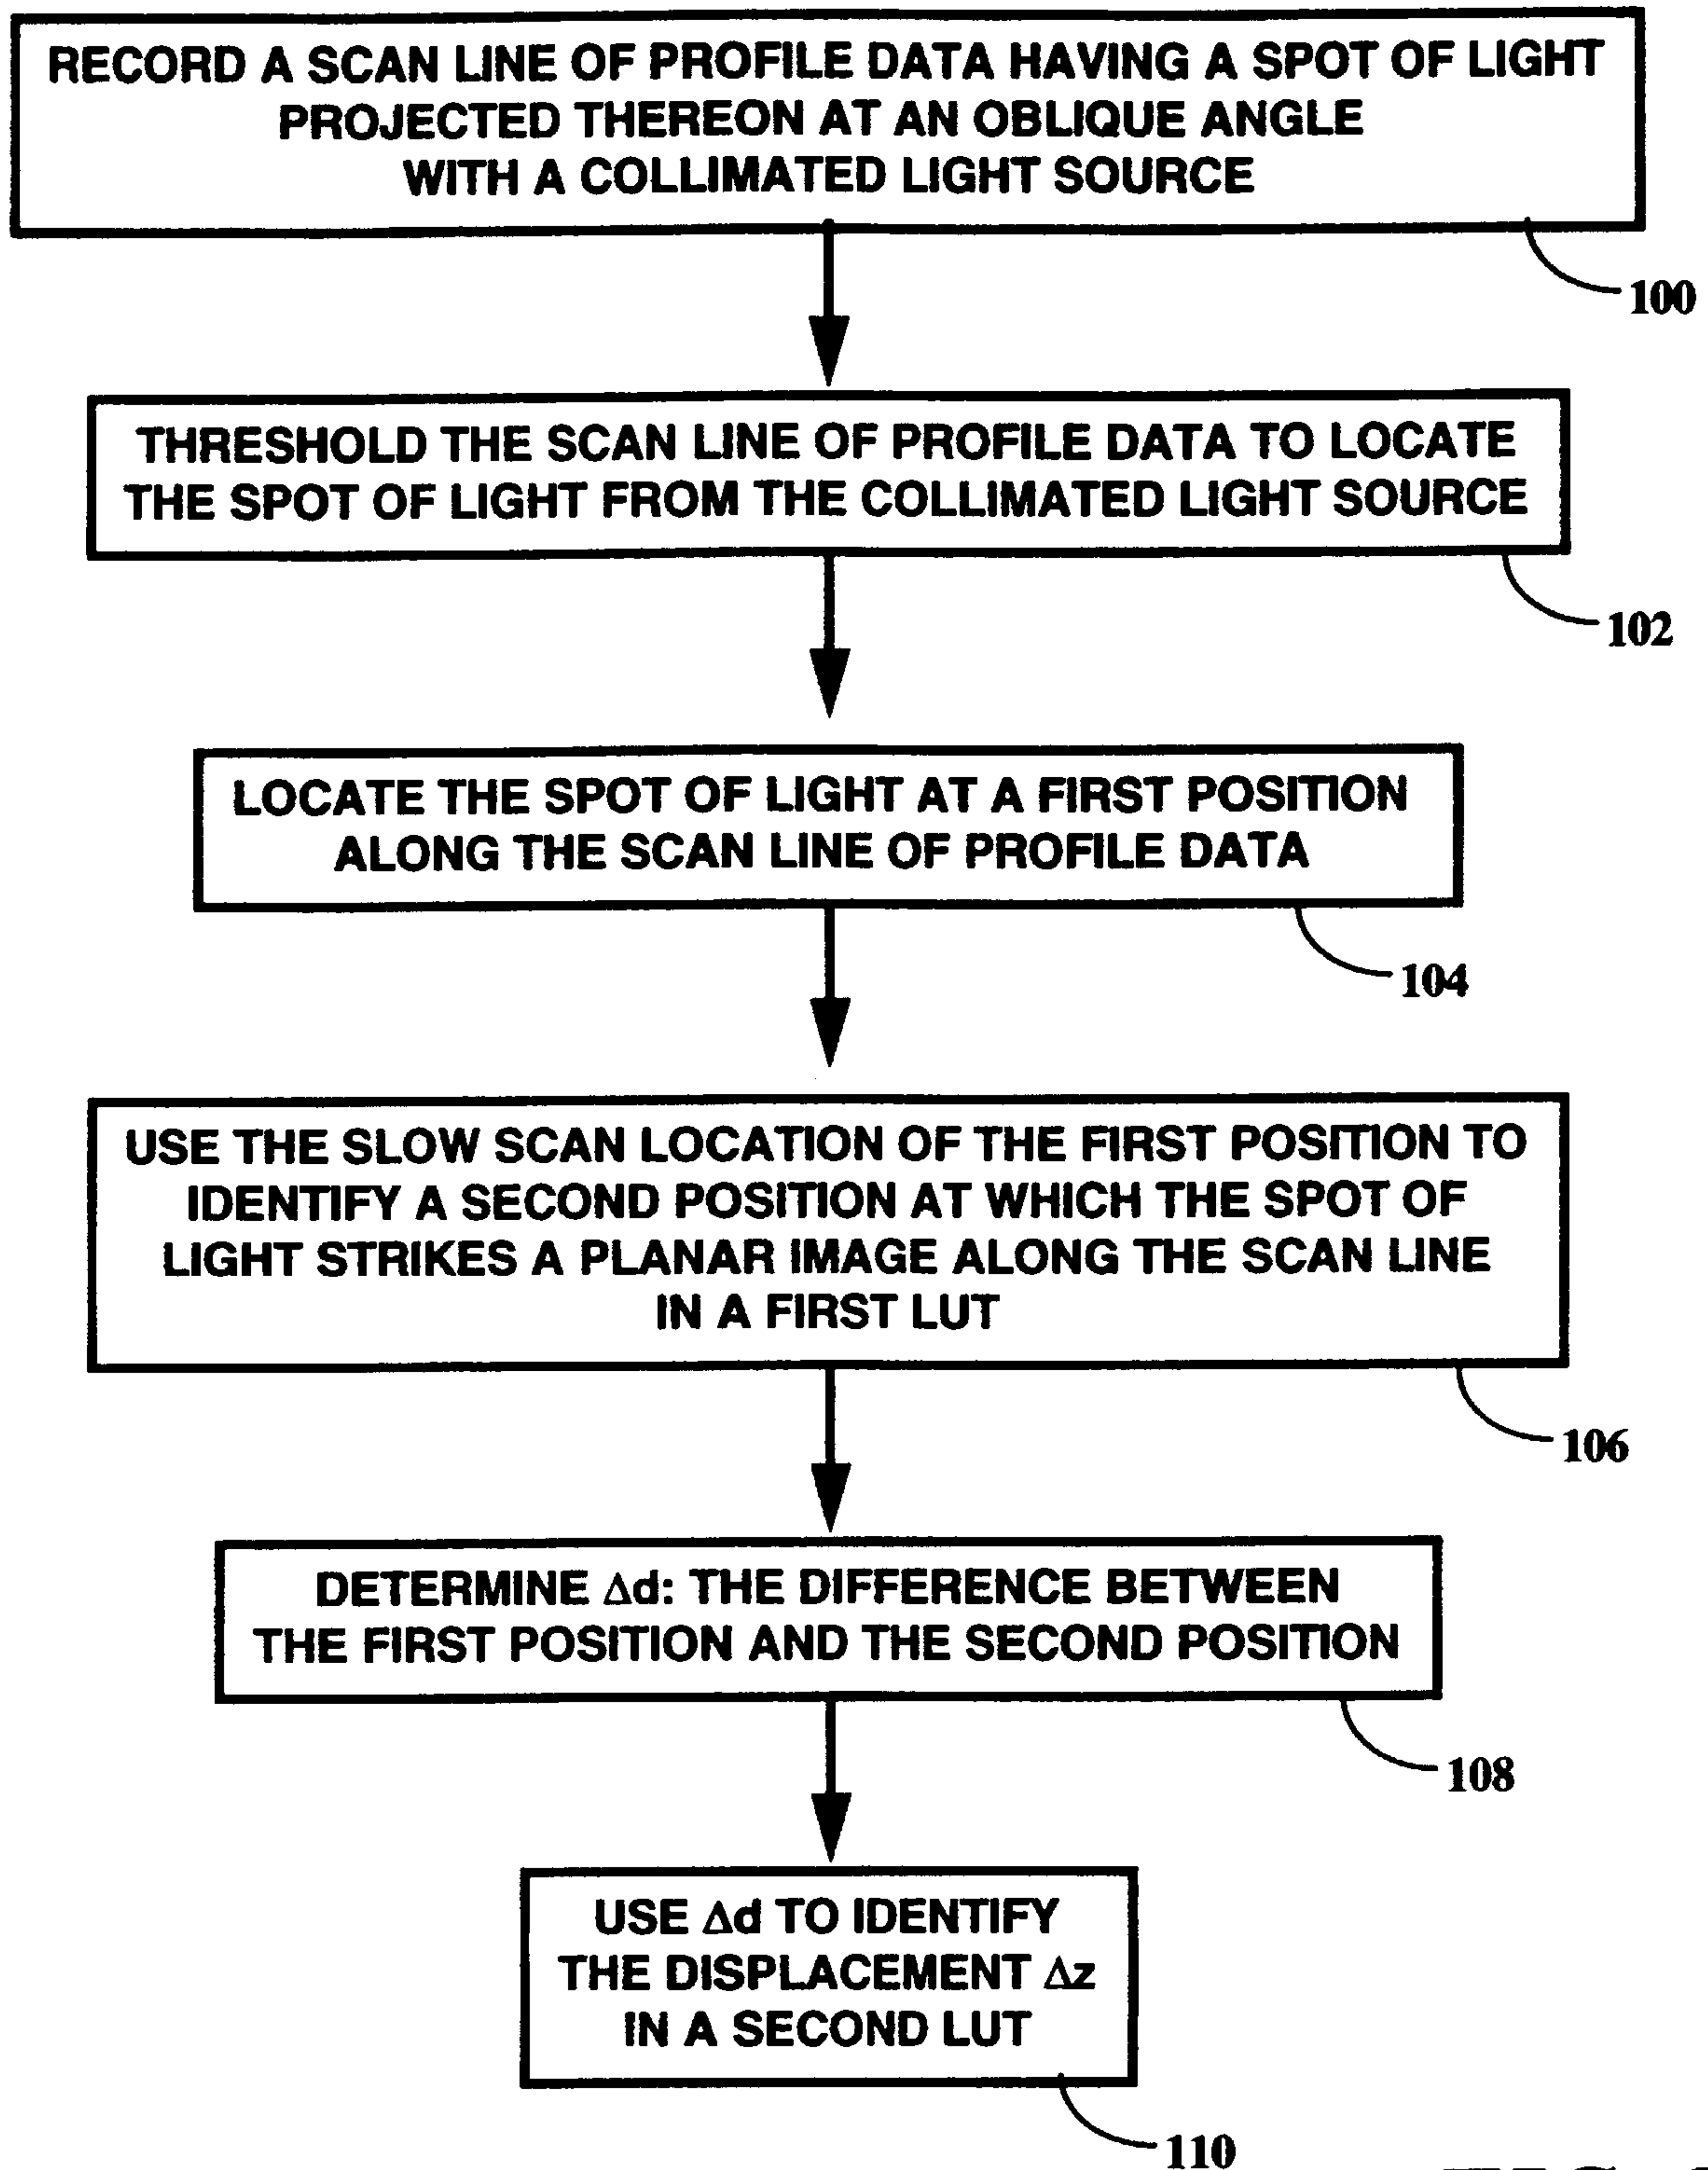 RECORD A SCAN LINE OF PROFILE DATA HAVING A SPOT OF LIGHT
PROJECTED THEREON AT AN OBLIQUE ANGLE
WITH A COLLIMATED LIGHT SOURCE
100
THRESHOLD THE SCAN LINE OF PROFILE DATA TO LOCATE
THE SPOT OF LIGHT FROM THE COLLIMATED LIGHT SOURCE
102
LOCATE THE SPOT OF LIGHT AT A FIRST POSITION
ALONG THE SCAN LINE OF PROFILE DATA
104
USE THE SLOW SCAN LOCATION OF THE FIRST POSITION TO
IDENTIFY A SECOND POSITION AT WHICH THE SPOT OF
LIGHT STRIKES A PLANAR IMAGE ALONG THE SCAN LINE
IN A FIRST LUT
106
DETERMINE Δd: THE DIFFERENCE BETWEEN
THE FIRST POSITION AND THE SECOND POSITION
108
USE Δd TO IDENTIFY
THE DISPLACEMENT Δz
IN A SECOND LUT
110